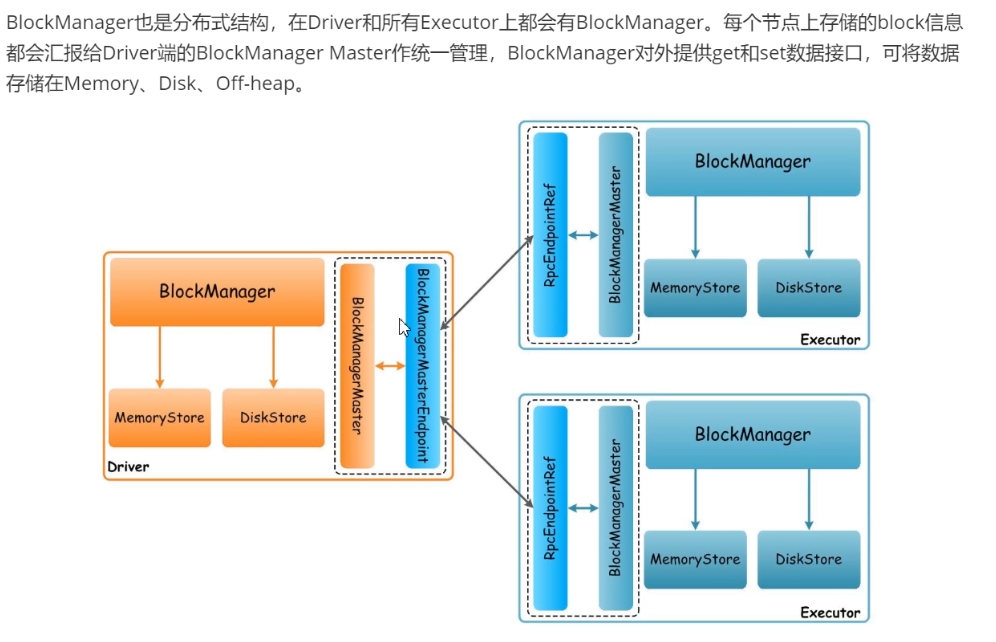 BlockManager也是分布式结构，在Driver和所有Executor上都会有BlockManager。每个节点上存储的block信息
都会汇报给Driver端的BlockManager Master作统一管理，BlockManager对外提供get和set数据接口，可将数据
存储在Memory、Disk、Off-heap。
BlockManager
MemoryStore
DiskStore
BlockManagerMaster
BlockManagerMasterEndpoint
Driver
RpcEndpointRef
BlockManagerMaster
BlockManager
MemoryStore
DiskStore
Executor
RpcEndpointRef
BlockManagerMaster
BlockManager
MemoryStore
DiskStore
Executor